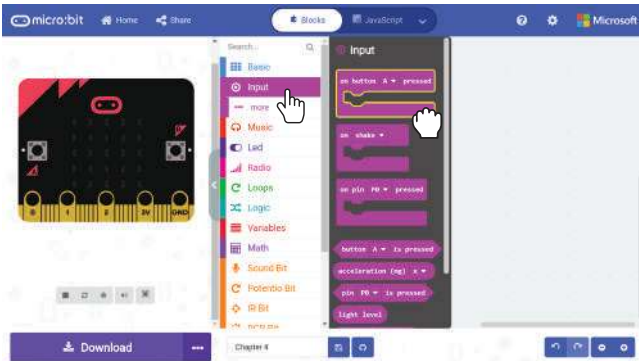 micro:bit Home Share Blocks JavaScript Microsoft
Search...
Basic
Input
more
Music
Led
Radio
Loops
Logic
Variables
Math
Sound Bit
Potentio Bit
IR Bit
Input
on button A pressed
on shake
on pin P0 pressed
button A is pressed
acceleration (mg) x
pin P0 is pressed
light level
A
B
0 1 2 3V GND
Download
Chapter 4